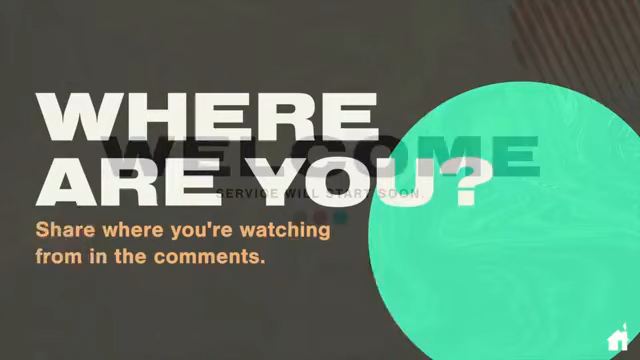 WHERE
WELCOME
ARE YOU?
SERVICE WILL START SOON.
Share where you're watching
from in the comments.